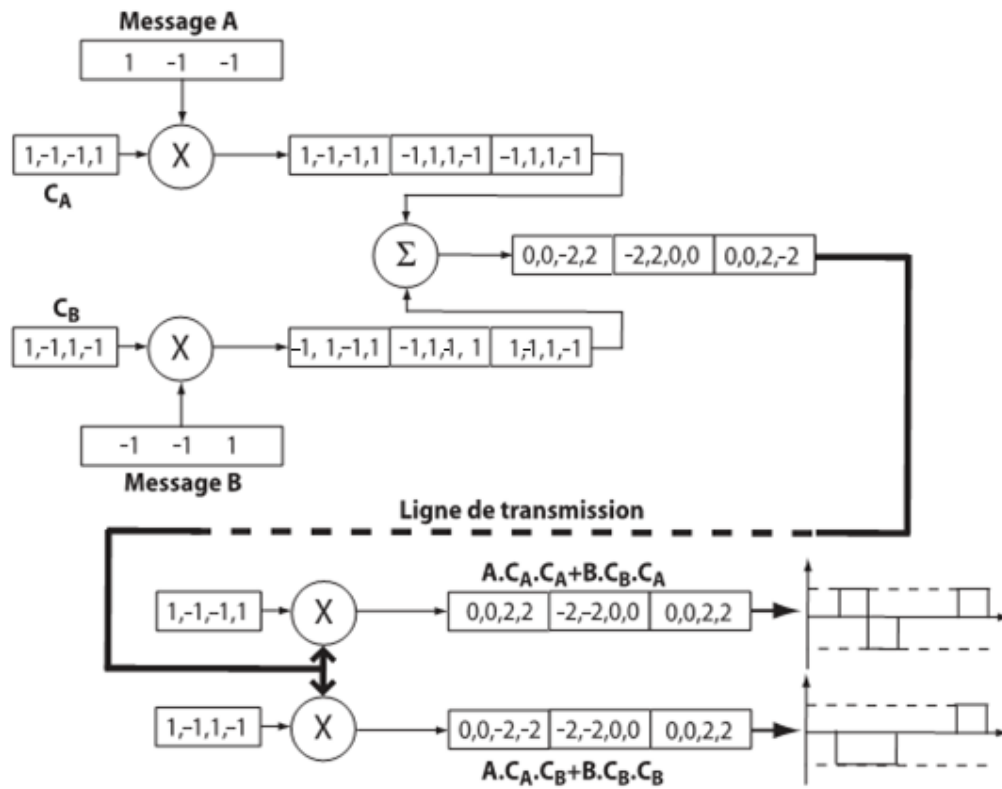 Message A
1 -1 -1
1,-1,-1,1
X
1,-1,-1,1 -1,1,1,-1 -1,1,1,-1
C_A
Σ
0,0,-2,2 -2,2,0,0 0,0,2,-2
C_B
1,-1,1,-1
X
-1, 1,-1,1 -1,1,-1, 1 1,-1,1,-1
-1 -1 1
Message B
Ligne de transmission
A.C_A.C_A+B.C_B.C_A
1,-1,-1,1
X
0,0,2,2 -2,-2,0,0 0,0,2,2
1,-1,1,-1
X
0,0,-2,-2 -2,-2,0,0 0,0,2,2
A.C_A.C_B+B.C_B.C_B